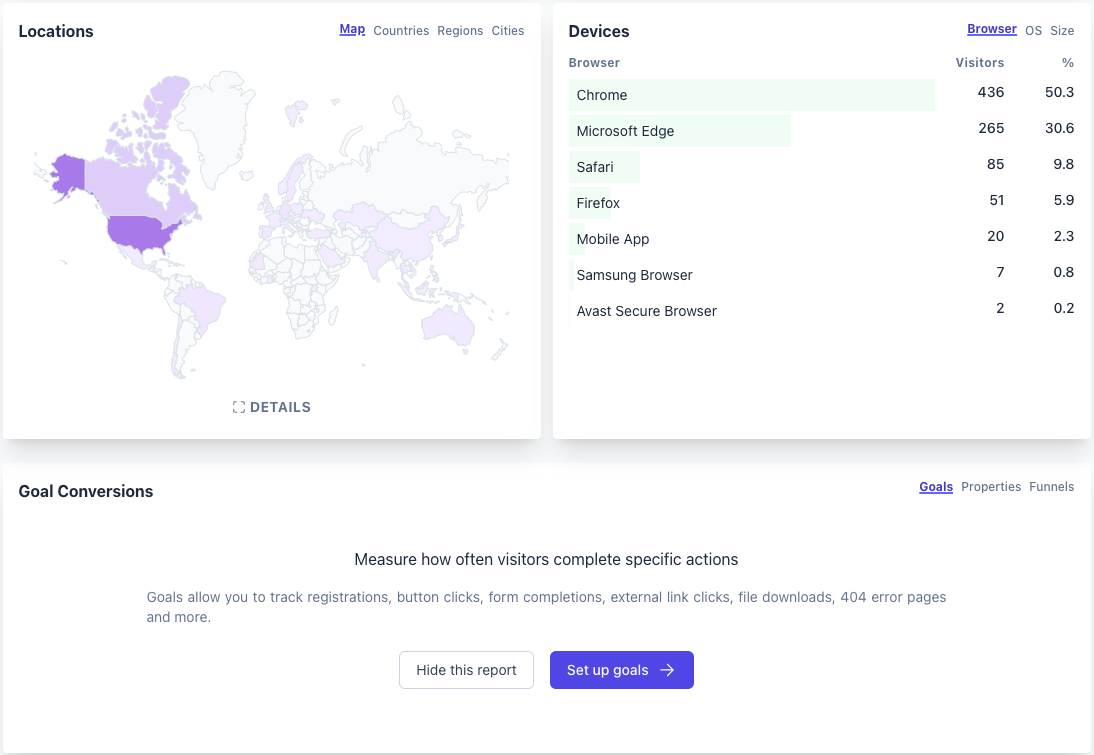 Locations
Map Countries Regions Cities
DETAILS
Devices
Browser OS Size
Browser Visitors %
Chrome 436 50.3
Microsoft Edge 265 30.6
Safari 85 9.8
Firefox 51 5.9
Mobile App 20 2.3
Samsung Browser 7 0.8
Avast Secure Browser 2 0.2
Goal Conversions
Goals Properties Funnels
Measure how often visitors complete specific actions
Goals allow you to track registrations, button clicks, form completions, external link clicks, file downloads, 404 error pages
and more.
Hide this report
Set up goals →